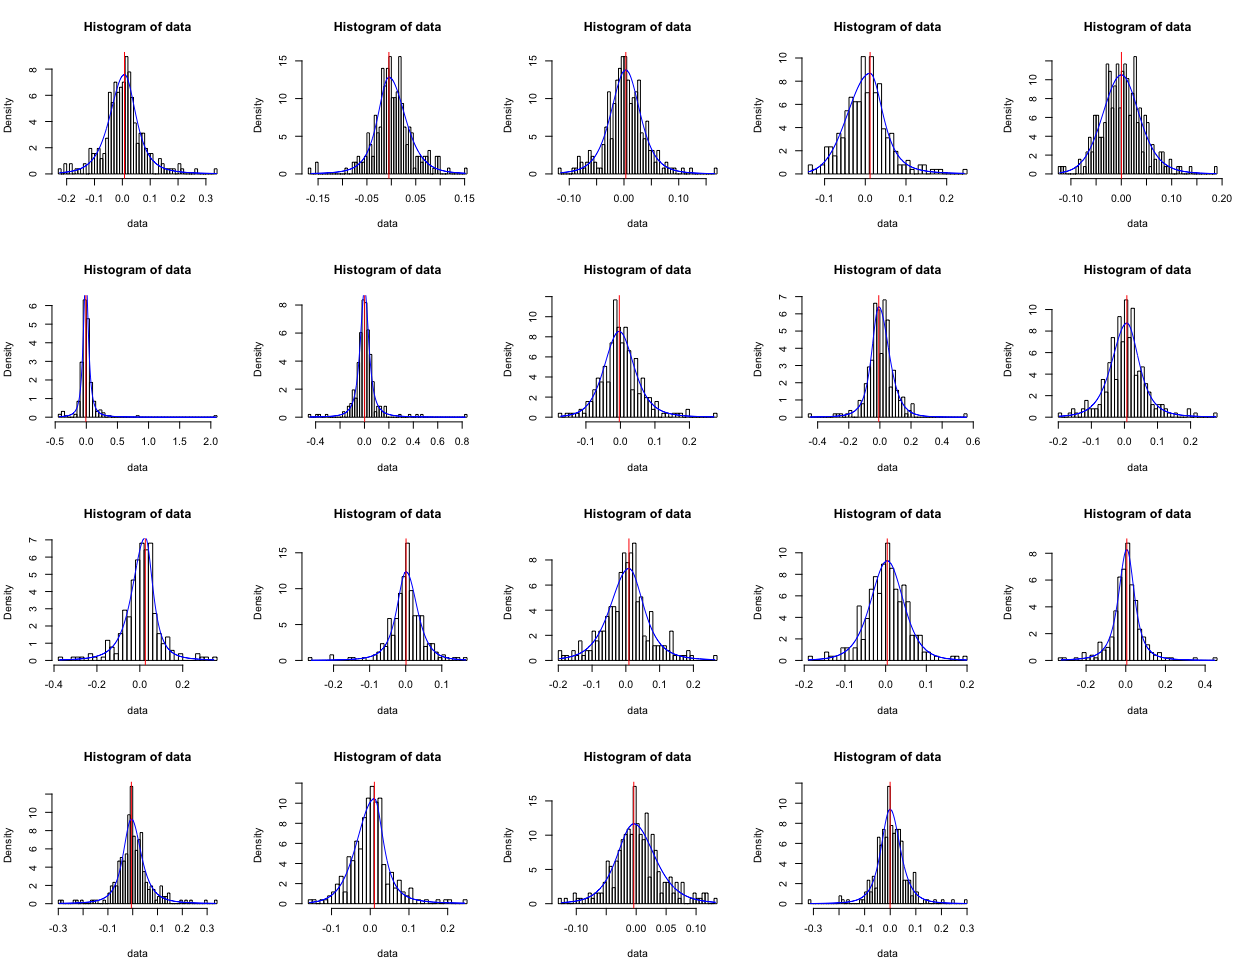 Histogram of data Histogram of data Histogram of data Histogram of data Histogram of data
Density 0 2 4 6 8 Density 0 5 10 15 Density 0 5 10 15 Density 0 2 4 6 8 10 Density 0 2 4 6 8 10
-0.2 -0.1 0.0 0.1 0.2 0.3 -0.15 -0.05 0.05 0.15 -0.10 0.00 0.10 -0.1 0.0 0.1 0.2 -0.10 0.00 0.10 0.20
data data data data data
Histogram of data Histogram of data Histogram of data Histogram of data Histogram of data
Density 0 1 2 3 4 5 6 Density 0 2 4 6 8 Density 0 2 4 6 8 10 Density 0 1 2 3 4 5 6 7 Density 0 2 4 6 8 10
-0.5 0.0 0.5 1.0 1.5 2.0 -0.4 0.0 0.2 0.4 0.6 0.8 -0.1 0.0 0.1 0.2 -0.4 -0.2 0.0 0.2 0.4 0.6 -0.2 -0.1 0.0 0.1 0.2
data data data data data
Histogram of data Histogram of data Histogram of data Histogram of data Histogram of data
Density 0 1 2 3 4 5 6 7 Density 0 5 10 15 Density 0 2 4 6 8 Density 0 2 4 6 8 10 Density 0 2 4 6 8
-0.4 -0.2 0.0 0.2 -0.2 -0.1 0.0 0.1 -0.2 -0.1 0.0 0.1 0.2 -0.2 -0.1 0.0 0.1 0.2 -0.2 0.0 0.2 0.4
data data data data data
Histogram of data Histogram of data Histogram of data Histogram of data
Density 0 2 4 6 8 10 Density 0 2 4 6 8 10 Density 0 5 10 15 Density 0 2 4 6 8 10
-0.3 -0.1 0.0 0.1 0.2 0.3 -0.1 0.0 0.1 0.2 -0.10 0.00 0.05 0.10 -0.3 -0.1 0.0 0.1 0.2 0.3
data data data data